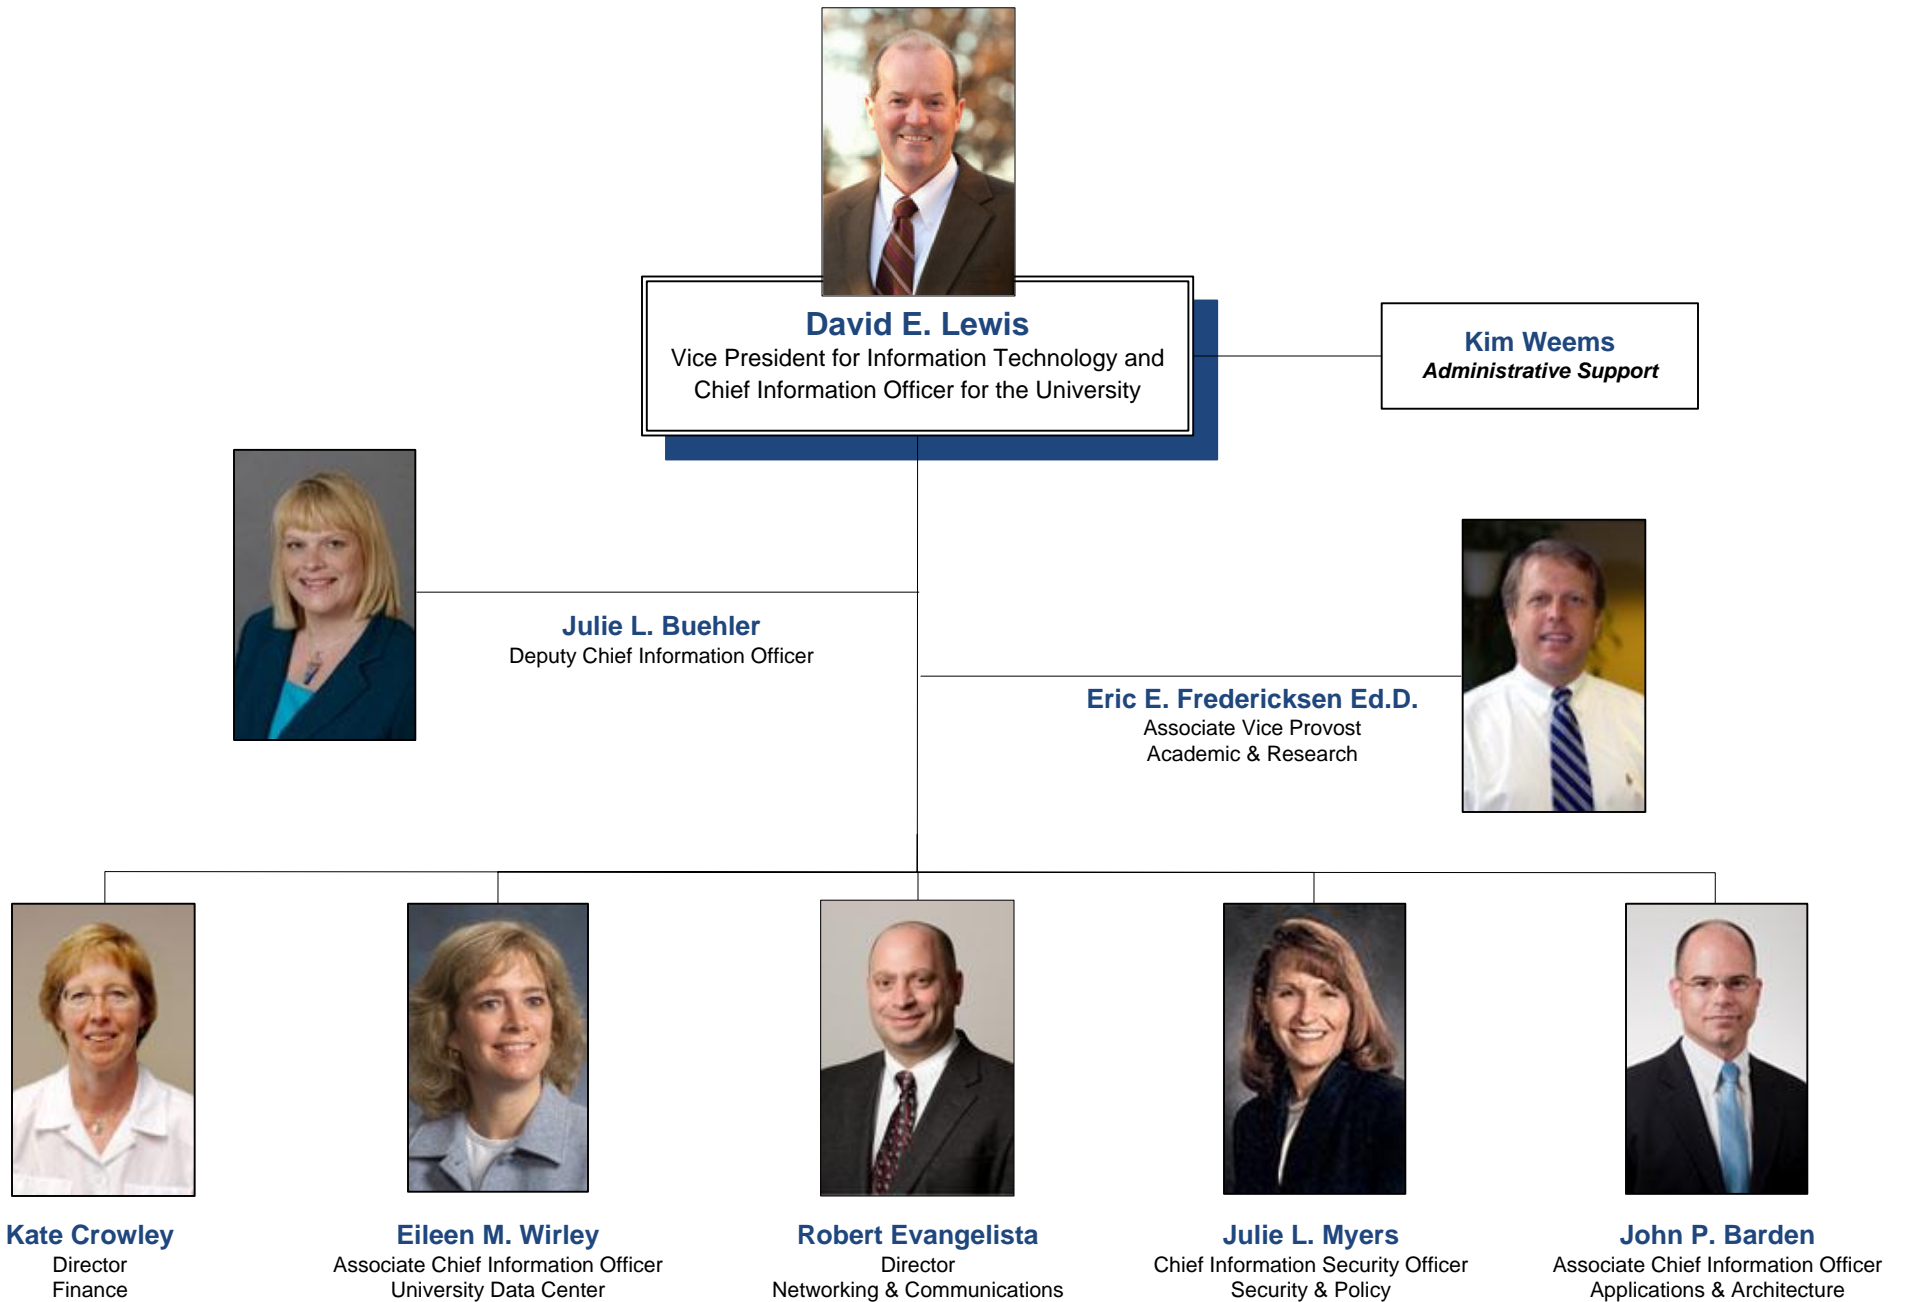 David E. Lewis
Vice President for Information Technology and
Chief Information Officer for the University
Kim Weems
Administrative Support
Julie L. Buehler
Deputy Chief Information Officer
Eric E. Fredericksen Ed.D.
Associate Vice Provost
Academic & Research
Kate Crowley
Director
Finance
Eileen M. Wirley
Associate Chief Information Officer
University Data Center
Robert Evangelista
Director
Networking & Communications
Julie L. Myers
Chief Information Security Officer
Security & Policy
John P. Barden
Associate Chief Information Officer
Applications & Architecture